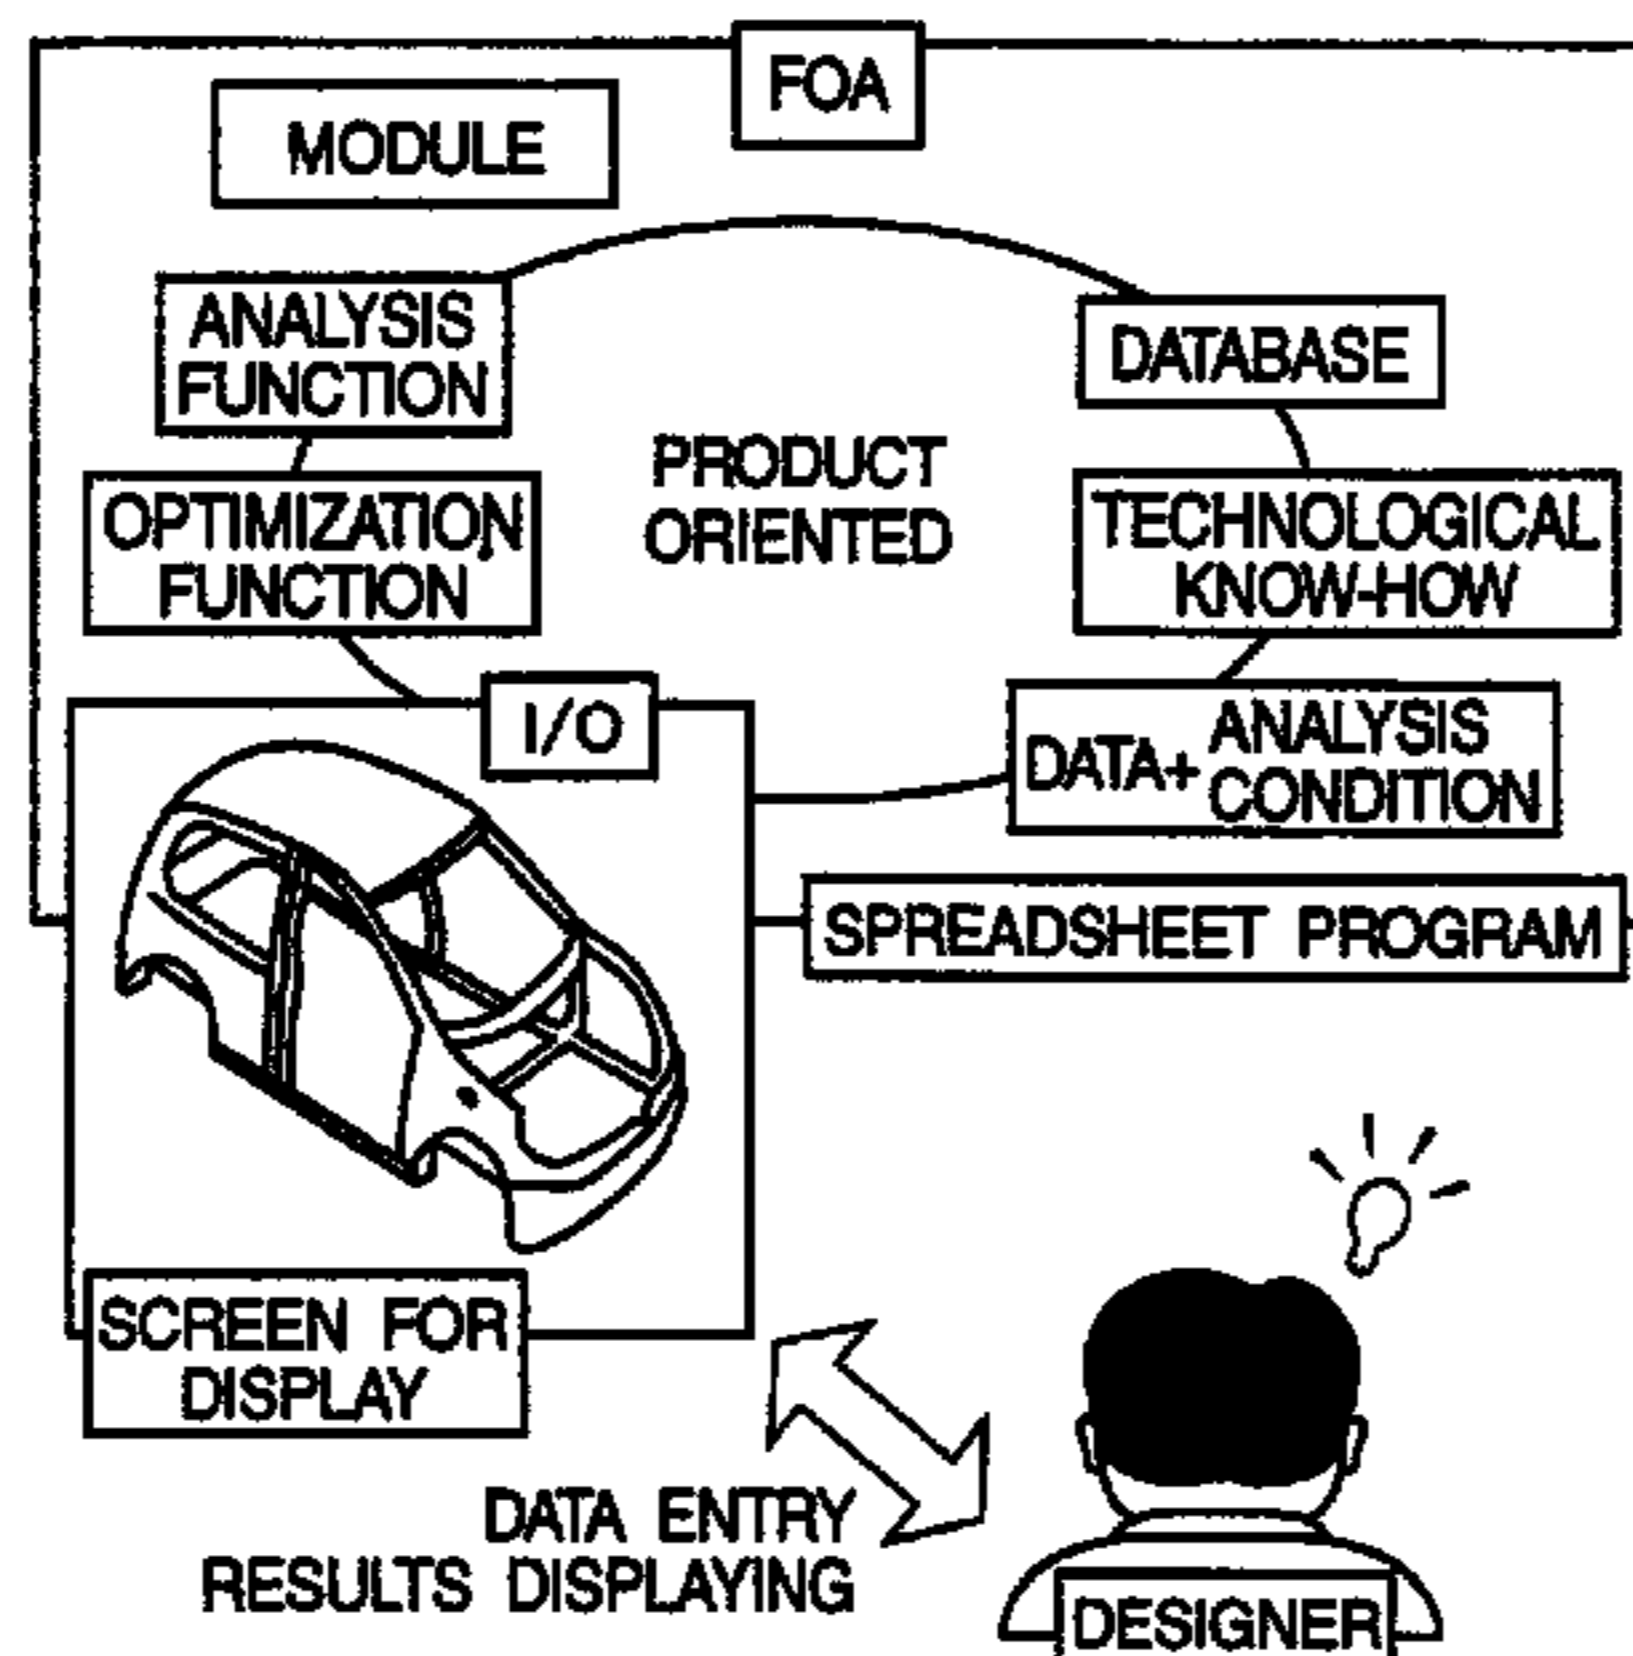 FOA
MODULE
ANALYSIS
FUNCTION
DATABASE
PRODUCT
ORIENTED
OPTIMIZATION
FUNCTION
TECHNOLOGICAL
KNOW-HOW
I/O
DATA+ ANALYSIS
CONDITION
SPREADSHEET PROGRAM
SCREEN FOR
DISPLAY
DATA ENTRY
RESULTS DISPLAYING
DESIGNER